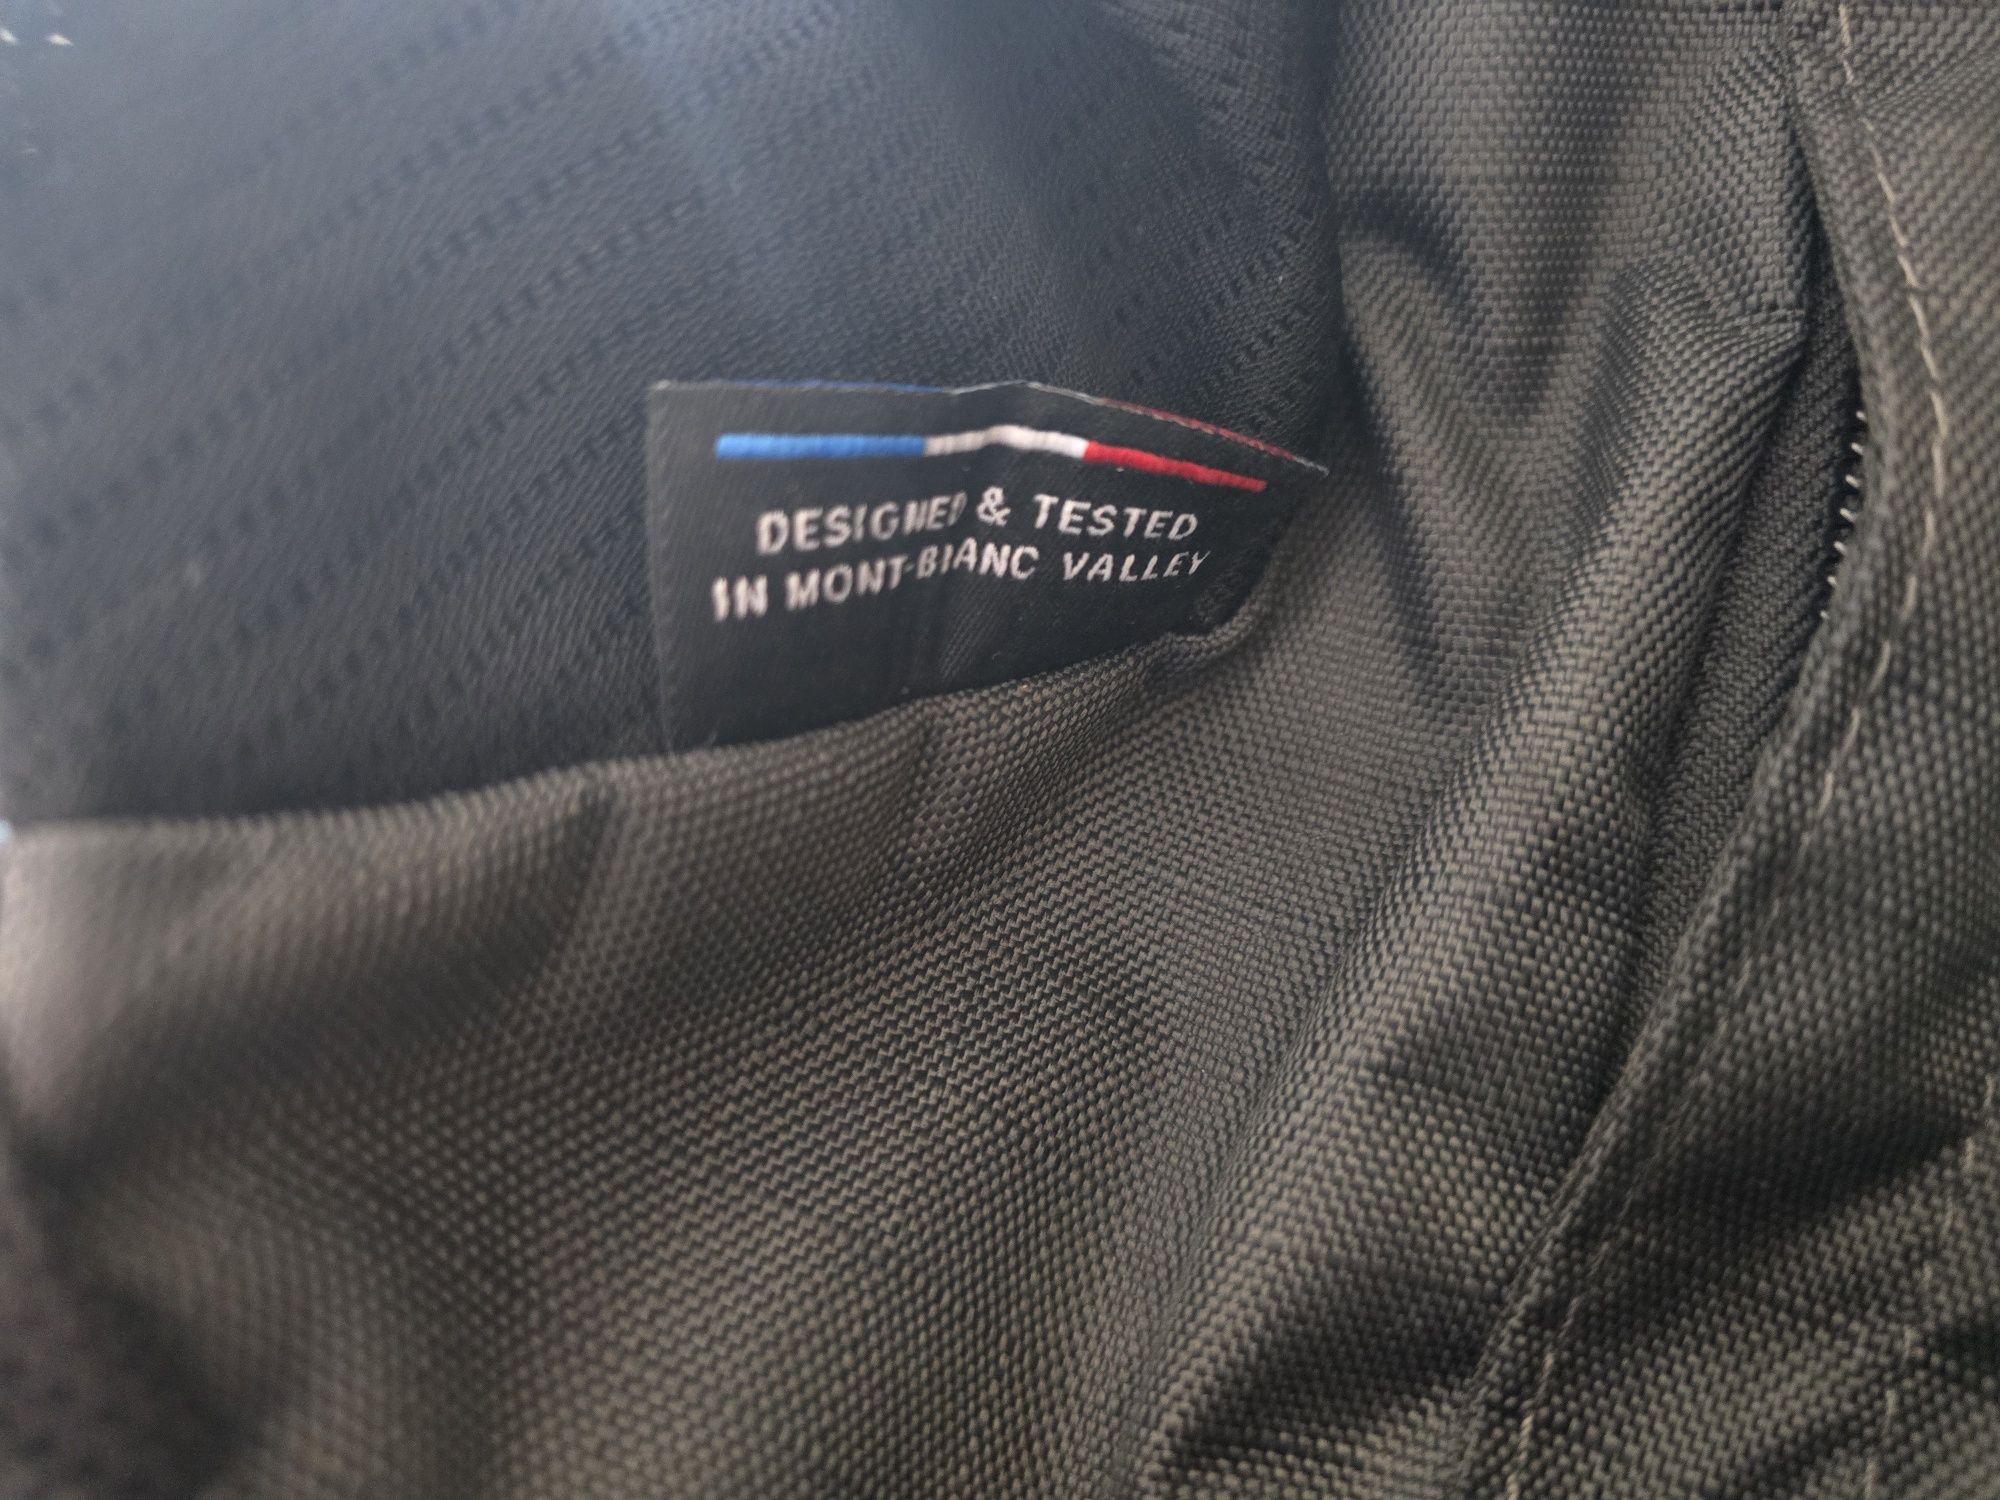 DESIGNED & TESTED
IN MONT-BLANC VALLEY